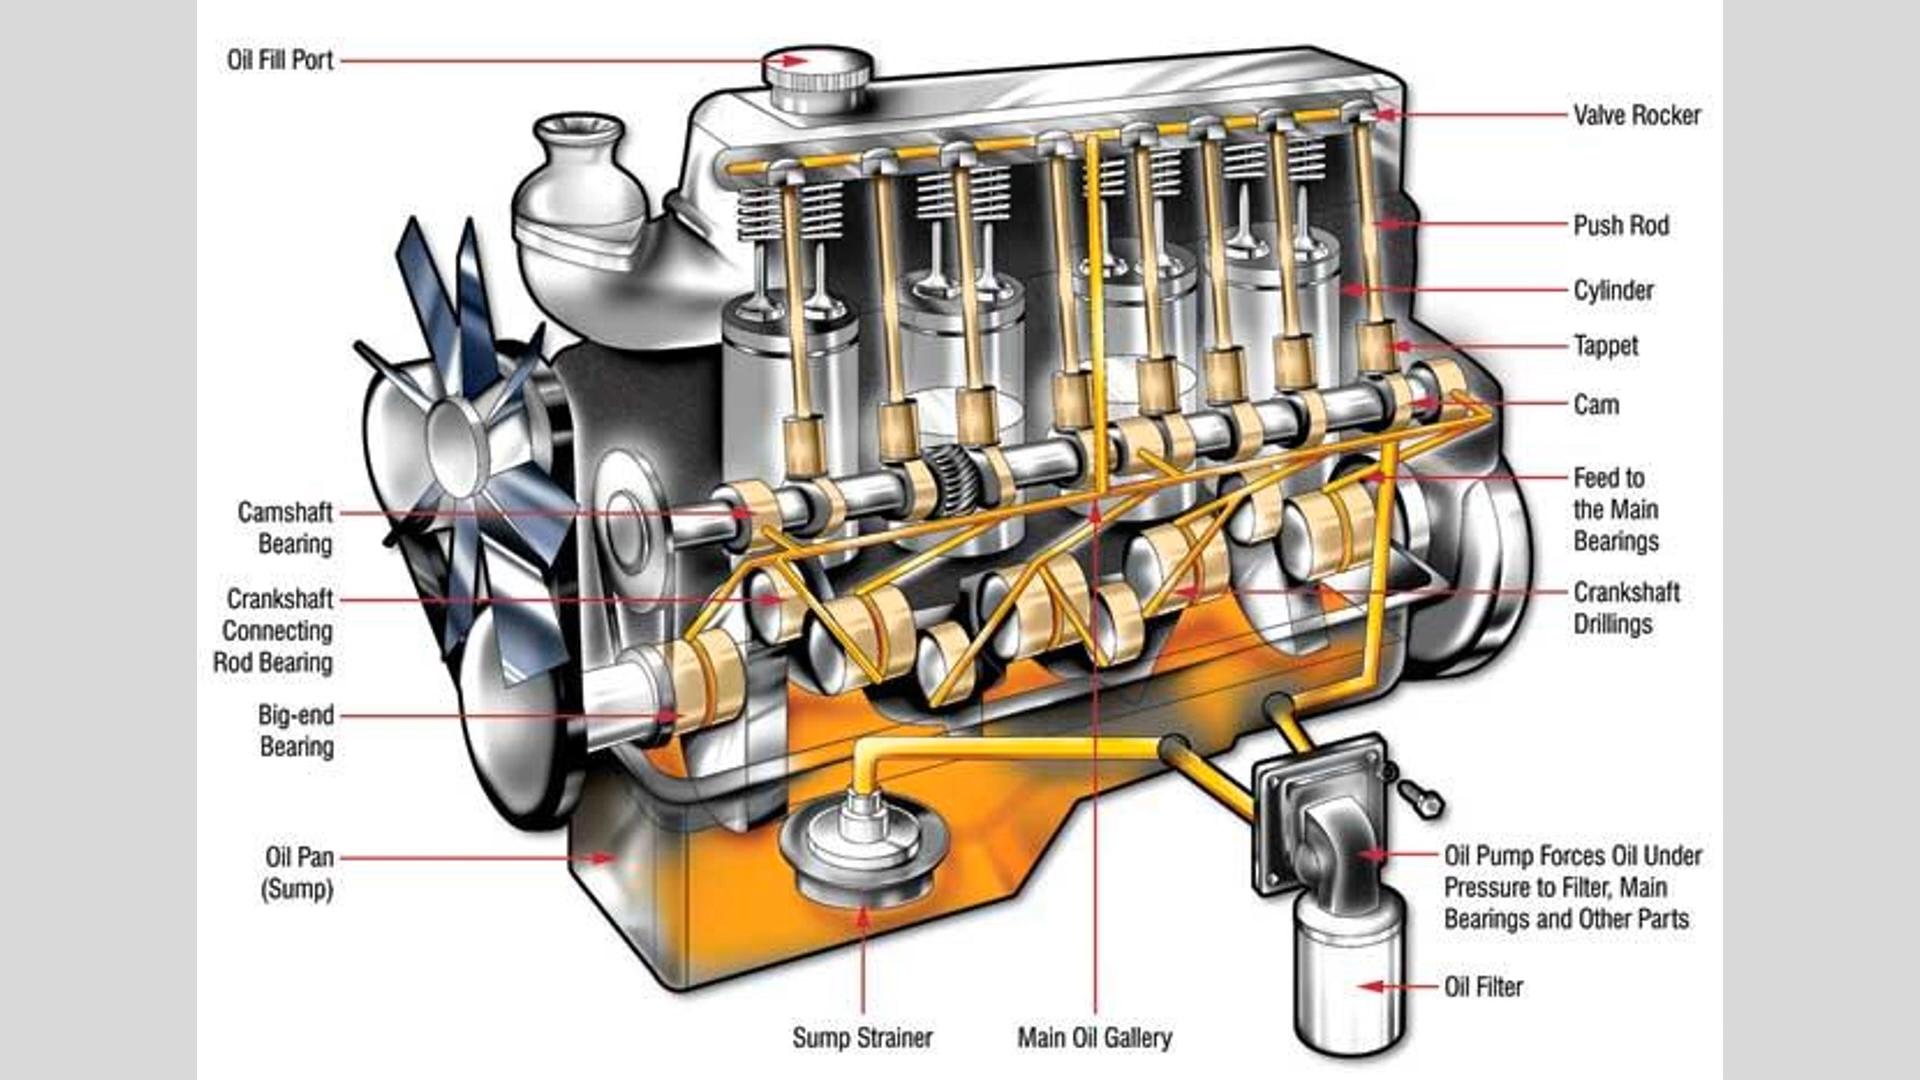 Oil Fill Port
Camshaft
Bearing
Crankshaft
Connecting
Rod Bearing
Big-end
Bearing
Oil Pan
(Sump)
Sump Strainer
Main Oil Gallery
Valve Rocker
Push Rod
Cylinder
Tappet
Cam
Feed to
the Main
Bearings
Crankshaft
Drillings
Oil Pump Forces Oil Under
Pressure to Filter, Main
Bearings and Other Parts
Oil Filter